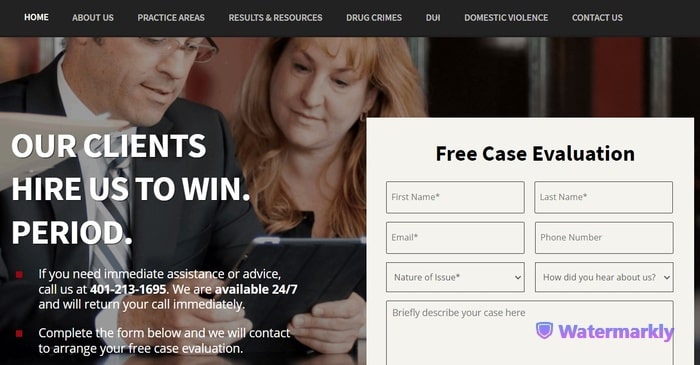 HOME ABOUT US PRACTICE AREAS RESULTS & RESOURCES DRUG CRIMES DUI DOMESTIC VIOLENCE CONTACT US
OUR CLIENTS
HIRE US TO WIN.
PERIOD.
If you need immediate assistance or advice,
call us at 401-213-1695. We are available 24/7
and will return your call immediately.
Complete the form below and we will contact
to arrange your free case evaluation.
Free Case Evaluation
First Name* Last Name*
Email* Phone Number
Nature of Issue* How did you hear about us?
Briefly describe your case here
Watermarkly